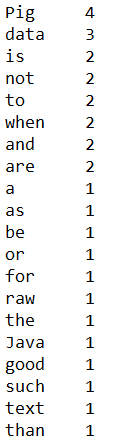 Pig 4
data 3
is 2
not 2
to 2
when 2
and 2
are 2
a 1
as 1
be 1
or 1
for 1
raw 1
the 1
Java 1
good 1
such 1
text 1
than 1